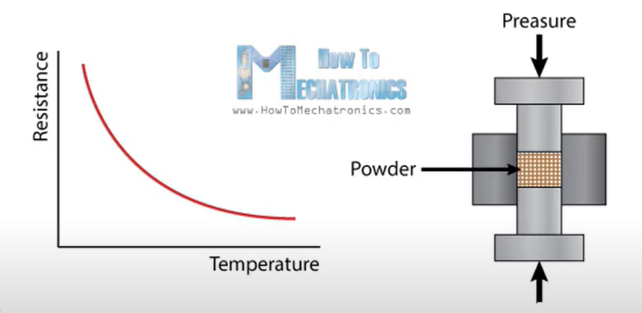 Resistance
Temperature
How To
MECHATRONICS
www.HowToMechatronics.com
Preasure
Powder